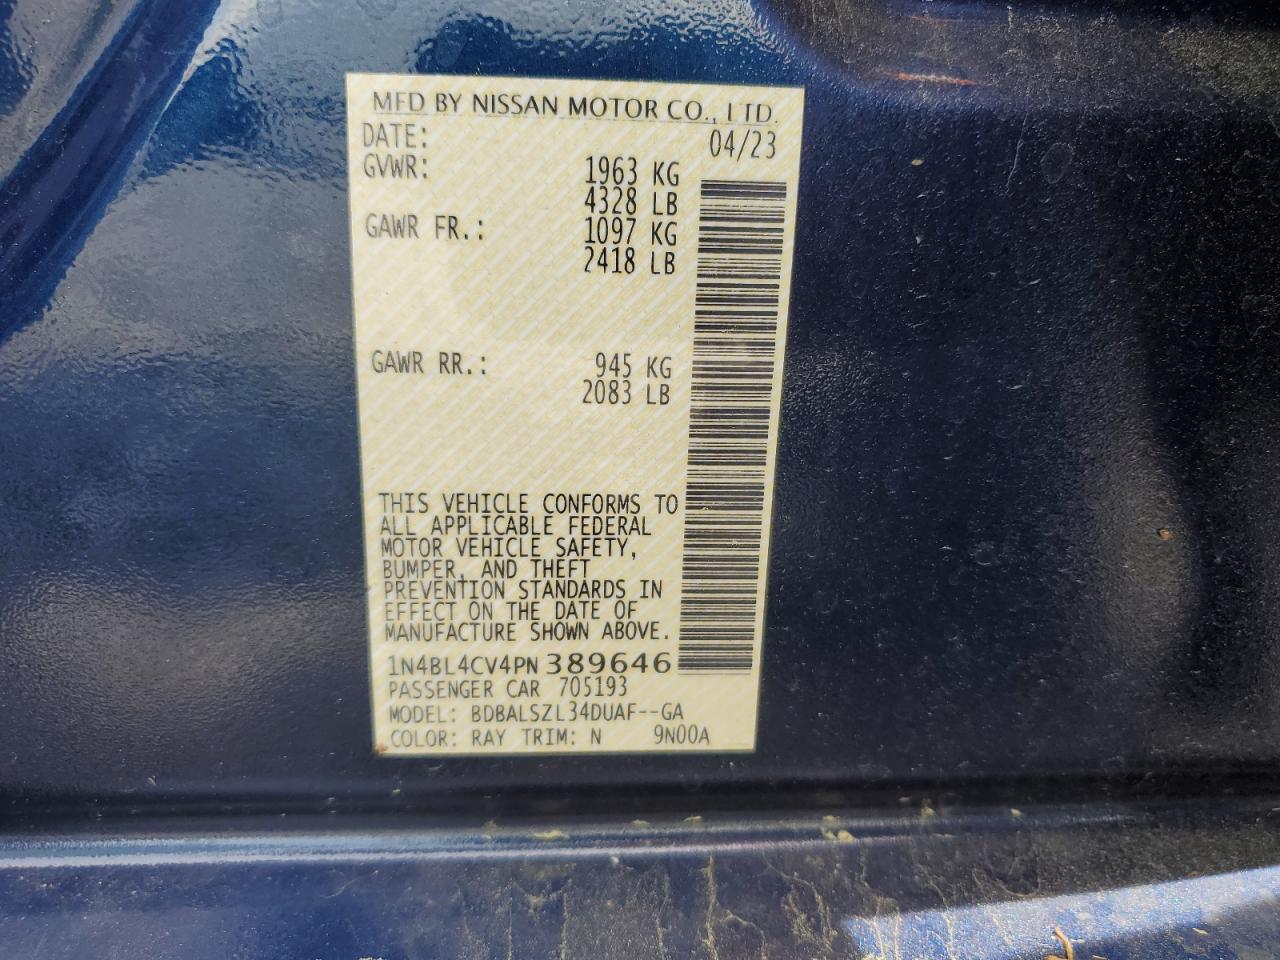 MFD BY NISSAN MOTOR CO., LTD.
DATE: 04/23
GVWR: 1963 KG
4328 LB
GAWR FR.: 1097 KG
2418 LB
GAWR RR.: 945 KG
2083 LB
THIS VEHICLE CONFORMS TO
ALL APPLICABLE FEDERAL
MOTOR VEHICLE SAFETY,
BUMPER, AND THEFT
PREVENTION STANDARDS IN
EFFECT ON THE DATE OF
MANUFACTURE SHOWN ABOVE.
1N4BL4CV4PN389646
PASSENGER CAR 705193
MODEL: BDBALSZL34DUAF--GA
COLOR: RAY TRIM: N 9N00A